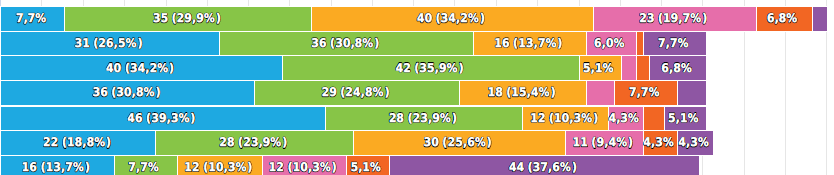 7,7% 35 (29,9%) 40 (34,2%) 23 (19,7%) 6,8%
31 (26,5%) 36 (30,8%) 16 (13,7%) 6,0% 7,7%
40 (34,2%) 42 (35,9%) 5,1% 6,8%
36 (30,8%) 29 (24,8%) 18 (15,4%) 7,7%
46 (39,3%) 28 (23,9%) 12 (10,3%) 4,3% 5,1%
22 (18,8%) 28 (23,9%) 30 (25,6%) 11 (9,4%) 4,3% 4,3%
16 (13,7%) 7,7% 12 (10,3%) 12 (10,3%) 5,1% 44 (37,6%)